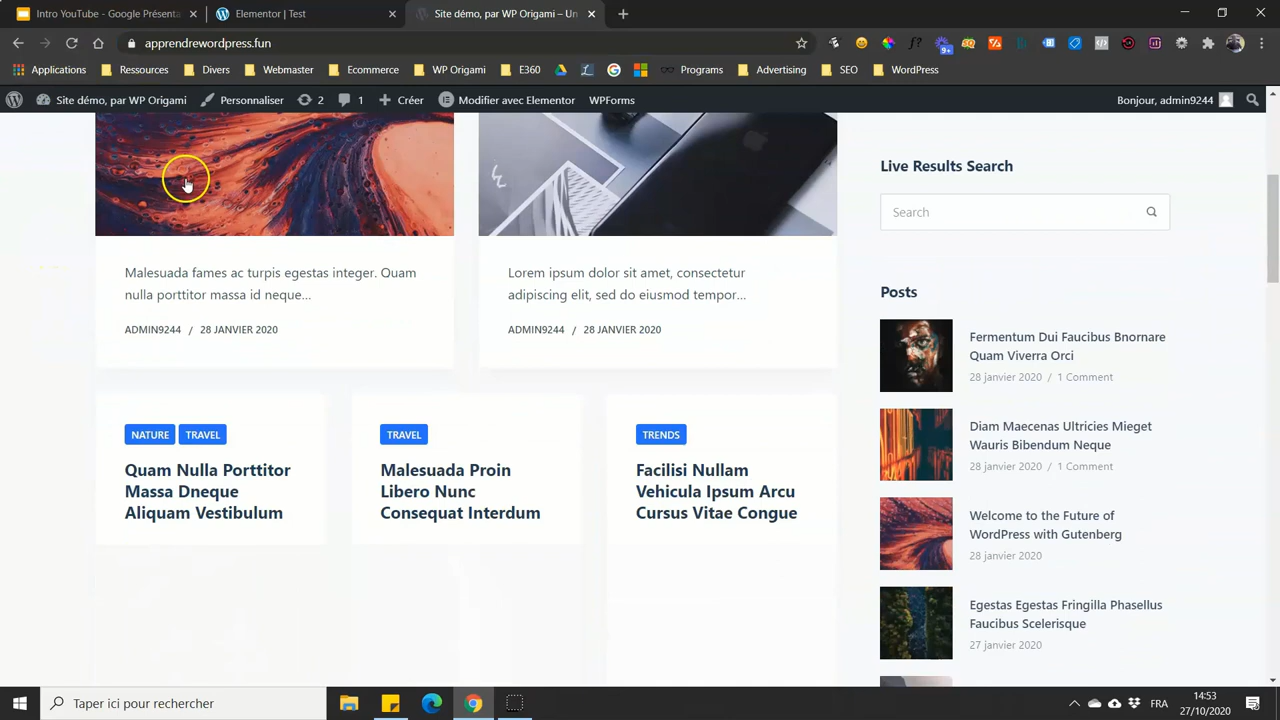 Intro YouTube - Google Présenta
Elementor | Test
Site démo, par WP Origami – Un
apprendrewordpress.fun
Applications
Ressources
Divers
Webmaster
Ecommerce
WP Origami
E360
Programs
Advertising
SEO
WordPress
Site démo, par WP Origami
Personnaliser
2
1
Créer
Modifier avec Elementor
WPForms
Bonjour, admin9244
Malesuada fames ac turpis egestas integer. Quam
nulla porttitor massa id neque...
ADMIN9244 / 28 JANVIER 2020
Lorem ipsum dolor sit amet, consectetur
adipiscing elit, sed do eiusmod tempor...
ADMIN9244 / 28 JANVIER 2020
NATURE TRAVEL
Quam Nulla Porttitor
Massa Dneque
Aliquam Vestibulum
TRAVEL
Malesuada Proin
Libero Nunc
Consequat Interdum
TRENDS
Facilisi Nullam
Vehicula Ipsum Arcu
Cursus Vitae Congue
Live Results Search
Search
Posts
Fermentum Dui Faucibus Bnornare
Quam Viverra Orci
28 janvier 2020 / 1 Comment
Diam Maecenas Ultricies Mieget
Wauris Bibendum Neque
28 janvier 2020 / 1 Comment
Welcome to the Future of
WordPress with Gutenberg
28 janvier 2020
Egestas Egestas Fringilla Phasellus
Faucibus Scelerisque
27 janvier 2020
Taper ici pour rechercher
FRA
14:53
27/10/2020